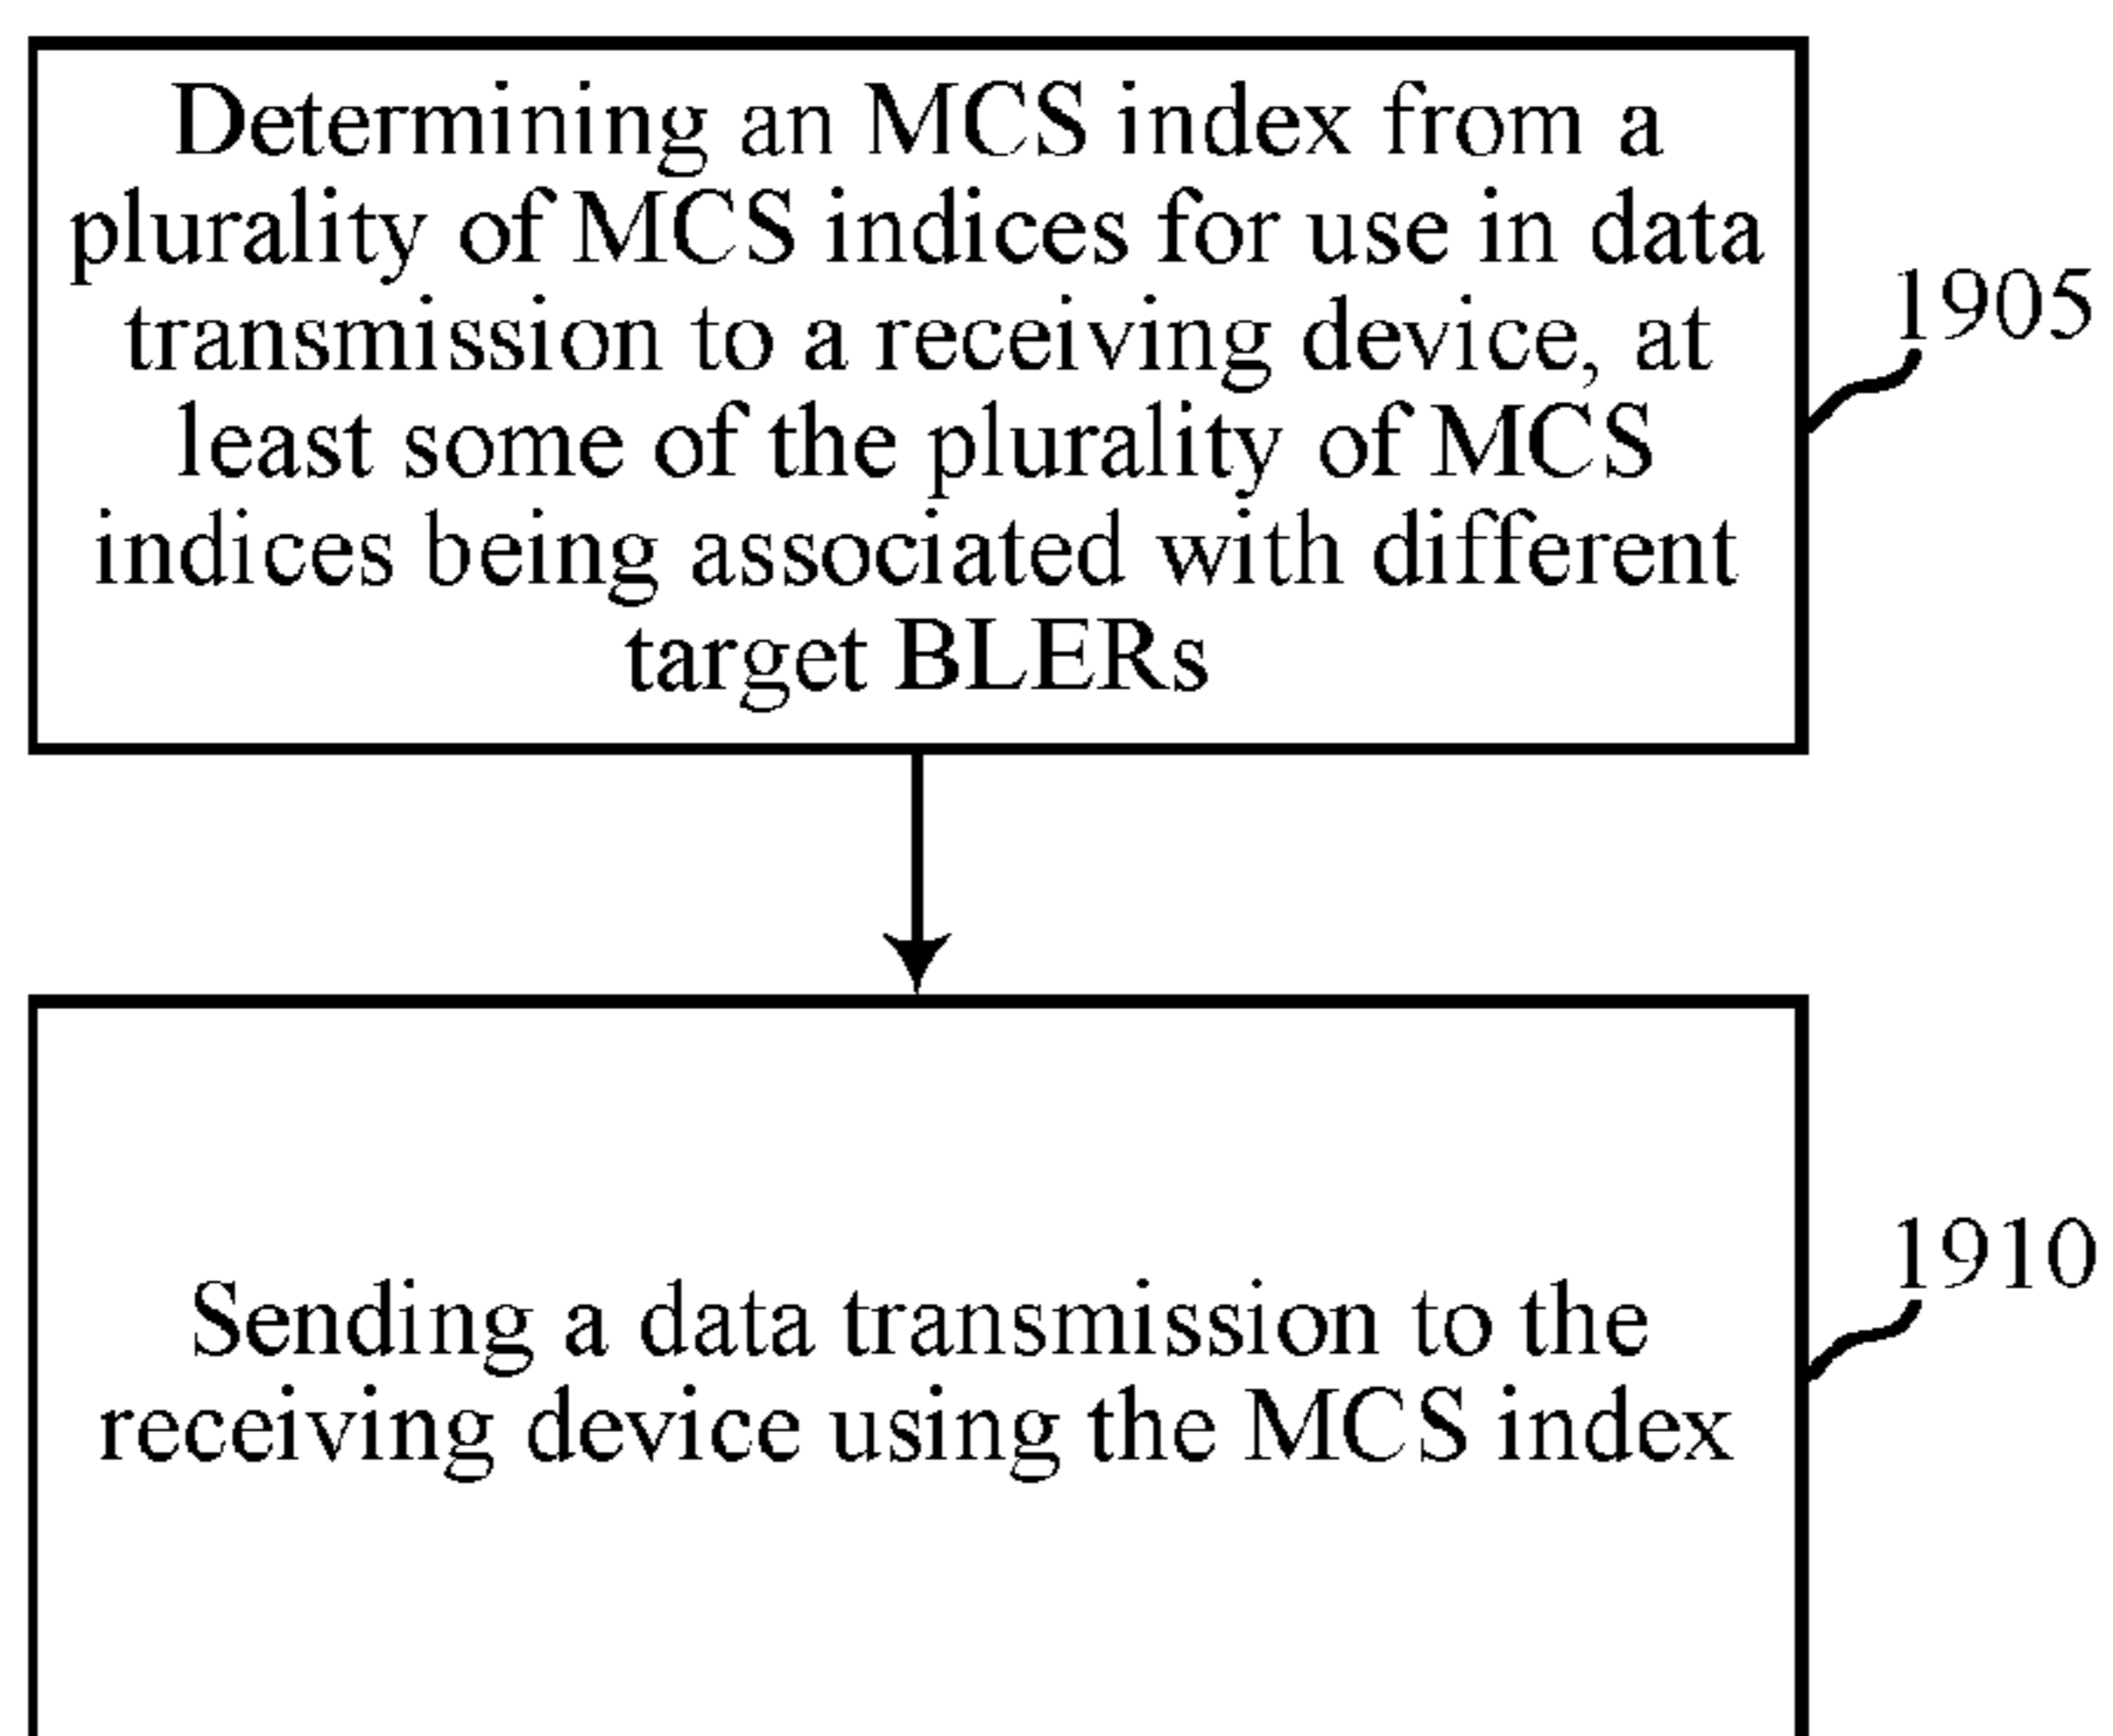 Determining an MCS index from a
plurality of MCS indices for use in data
transmission to a receiving device, at
least some of the plurality of MCS
indices being associated with different
target BLERs
1905
Sending a data transmission to the
receiving device using the MCS index
1910